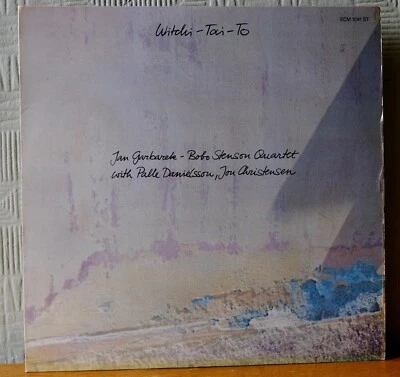 Witchi-Tai-To
ECM 1041 ST
Jan Garbarek - Bobo Stenson Quartet
with Palle Danielsson, Jon Christensen